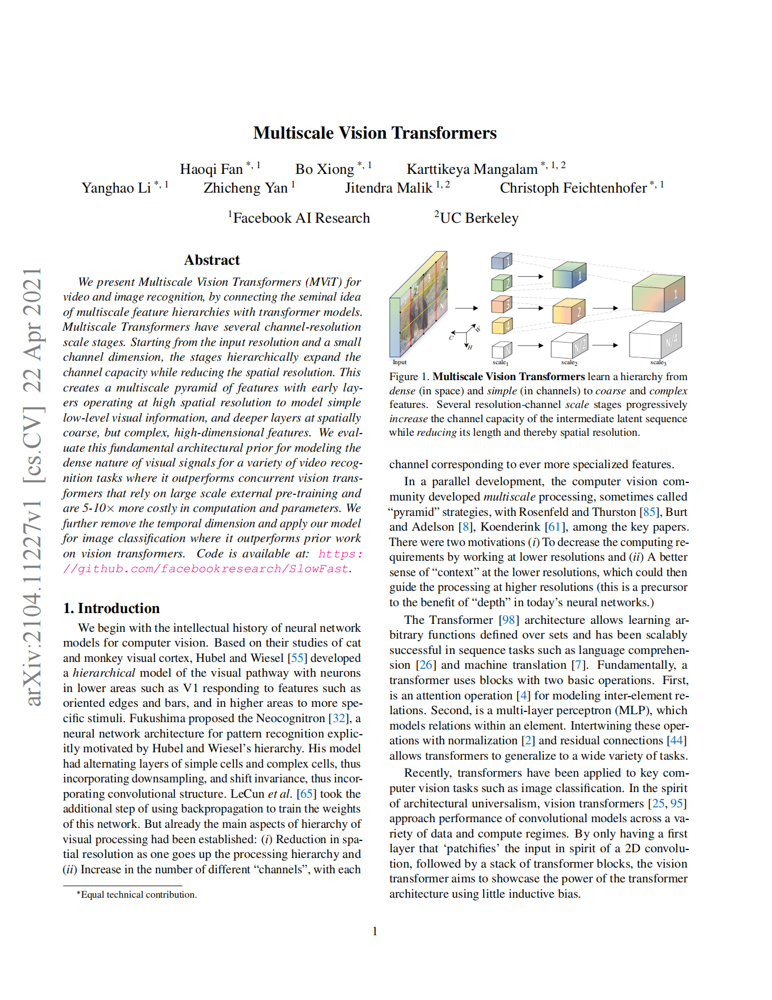 arXiv:2104.11227v1 [cs.CV] 22 Apr 2021
Multiscale Vision Transformers
Haoqi Fan *, 1 Bo Xiong *, 1 Karttikeya Mangalam *, 1, 2
Yanghao Li *, 1 Zhicheng Yan 1 Jitendra Malik 1, 2 Christoph Feichtenhofer *, 1
1Facebook AI Research 2UC Berkeley
Abstract
We present Multiscale Vision Transformers (MViT) for
video and image recognition, by connecting the seminal idea
of multiscale feature hierarchies with transformer models.
Multiscale Transformers have several channel-resolution
scale stages. Starting from the input resolution and a small
channel dimension, the stages hierarchically expand the
channel capacity while reducing the spatial resolution. This
creates a multiscale pyramid of features with early lay-
ers operating at high spatial resolution to model simple
low-level visual information, and deeper layers at spatially
coarse, but complex, high-dimensional features. We eval-
uate this fundamental architectural prior for modeling the
dense nature of visual signals for a variety of video recog-
nition tasks where it outperforms concurrent vision trans-
formers that rely on large scale external pre-training and
are 5-10× more costly in computation and parameters. We
further remove the temporal dimension and apply our model
for image classification where it outperforms prior work
on vision transformers. Code is available at: https:
//github.com/facebookresearch/SlowFast.
1. Introduction
We begin with the intellectual history of neural network
models for computer vision. Based on their studies of cat
and monkey visual cortex, Hubel and Wiesel [55] developed
a hierarchical model of the visual pathway with neurons
in lower areas such as V1 responding to features such as
oriented edges and bars, and in higher areas to more spe-
cific stimuli. Fukushima proposed the Neocognitron [32], a
neural network architecture for pattern recognition explic-
itly motivated by Hubel and Wiesel's hierarchy. His model
had alternating layers of simple cells and complex cells, thus
incorporating downsampling, and shift invariance, thus incor-
porating convolutional structure. LeCun et al. [65] took the
additional step of using backpropagation to train the weights
of this network. But already the main aspects of hierarchy of
visual processing had been established: (i) Reduction in spa-
tial resolution as one goes up the processing hierarchy and
(ii) Increase in the number of different “channels”, with each
*Equal technical contribution.
1 2 3 4 N
Input
C W H
1 2 3 4 N
scale1
1 2 N/2
scale2
1 N/4
scale3
Figure 1. Multiscale Vision Transformers learn a hierarchy from
dense (in space) and simple (in channels) to coarse and complex
features. Several resolution-channel scale stages progressively
increase the channel capacity of the intermediate latent sequence
while reducing its length and thereby spatial resolution.
channel corresponding to ever more specialized features.
In a parallel development, the computer vision com-
munity developed multiscale processing, sometimes called
“pyramid” strategies, with Rosenfeld and Thurston [85], Burt
and Adelson [8], Koenderink [61], among the key papers.
There were two motivations (i) To decrease the computing re-
quirements by working at lower resolutions and (ii) A better
sense of “context” at the lower resolutions, which could then
guide the processing at higher resolutions (this is a precursor
to the benefit of “depth” in today's neural networks.)
The Transformer [98] architecture allows learning ar-
bitrary functions defined over sets and has been scalably
successful in sequence tasks such as language comprehen-
sion [26] and machine translation [7]. Fundamentally, a
transformer uses blocks with two basic operations. First,
is an attention operation [4] for modeling inter-element re-
lations. Second, is a multi-layer perceptron (MLP), which
models relations within an element. Intertwining these oper-
ations with normalization [2] and residual connections [44]
allows transformers to generalize to a wide variety of tasks.
Recently, transformers have been applied to key com-
puter vision tasks such as image classification. In the spirit
of architectural universalism, vision transformers [25, 95]
approach performance of convolutional models across a va-
riety of data and compute regimes. By only having a first
layer that ‘patchifies’ the input in spirit of a 2D convolu-
tion, followed by a stack of transformer blocks, the vision
transformer aims to showcase the power of the transformer
architecture using little inductive bias.
1